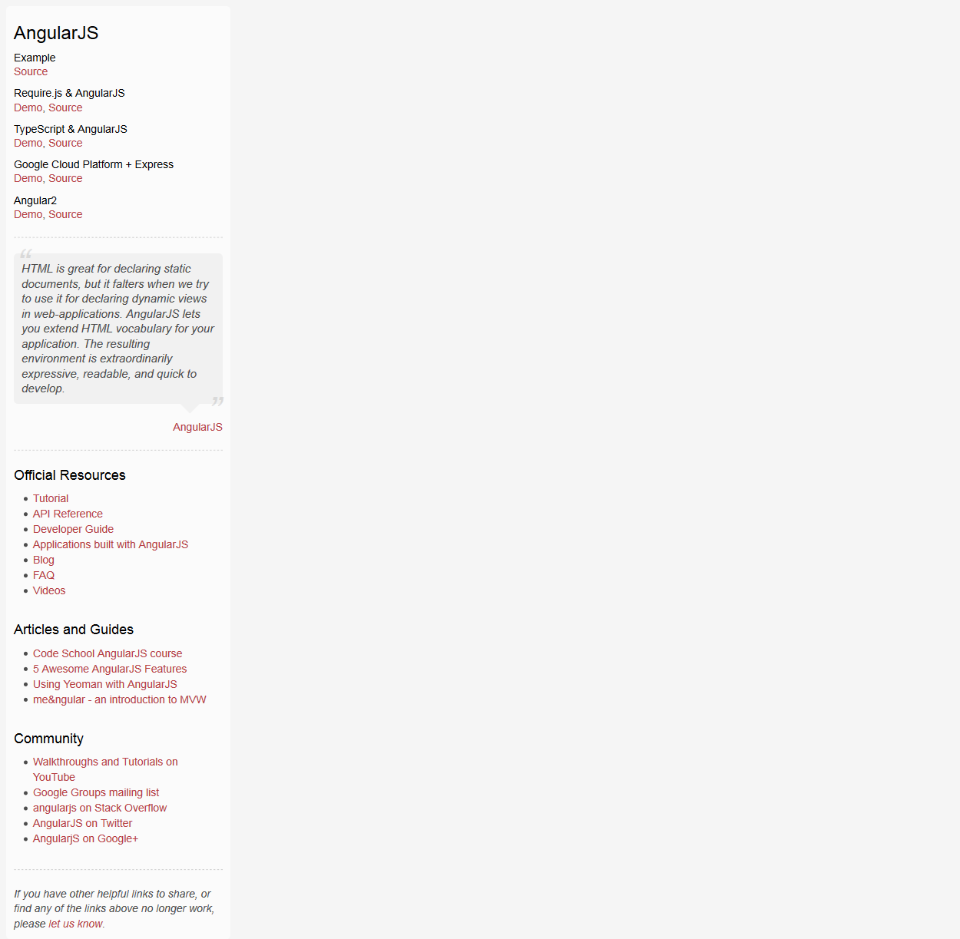 AngularJS
Example
Source
Require.js & AngularJS
Demo, Source
TypeScript & AngularJS
Demo, Source
Google Cloud Platform + Express
Demo, Source
Angular2
Demo, Source
“
HTML is great for declaring static
documents, but it falters when we try
to use it for declaring dynamic views
in web-applications. AngularJS lets
you extend HTML vocabulary for your
application. The resulting
environment is extraordinarily
expressive, readable, and quick to
develop.
”
AngularJS
Official Resources
• Tutorial
• API Reference
• Developer Guide
• Applications built with AngularJS
• Blog
• FAQ
• Videos
Articles and Guides
• Code School AngularJS course
• 5 Awesome AngularJS Features
• Using Yeoman with AngularJS
• me&ngular - an introduction to MVW
Community
• Walkthroughs and Tutorials on
YouTube
• Google Groups mailing list
• angularjs on Stack Overflow
• AngularJS on Twitter
• AngularjS on Google+
If you have other helpful links to share, or
find any of the links above no longer work,
please let us know.